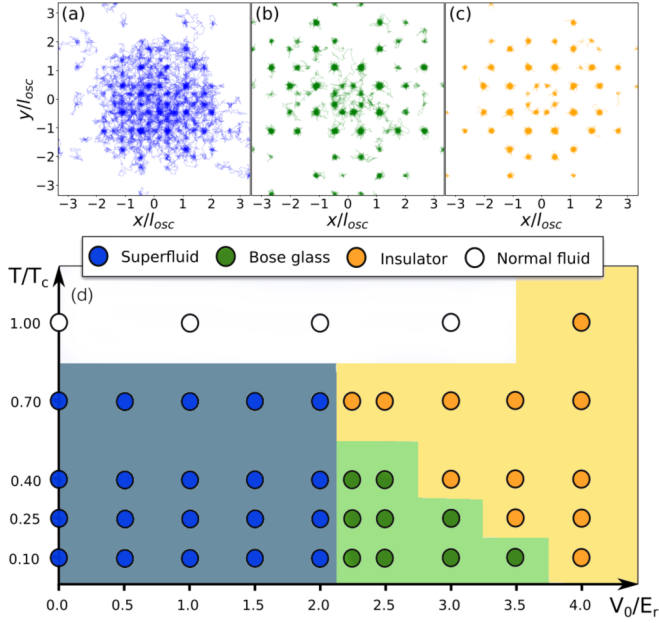 (a)
(b)
(c)
3
2
1
0
−1
−2
−3
y/l_osc
−3 −2 −1 0 1 2 3
−3 −2 −1 0 1 2 3
−3 −2 −1 0 1 2 3
x/l_osc
x/l_osc
x/l_osc
Superfluid
Bose glass
Insulator
Normal fluid
T/T_c
(d)
1.00
0.70
0.40
0.25
0.10
0.0 0.5 1.0 1.5 2.0 2.5 3.0 3.5 4.0
V_0/E_r